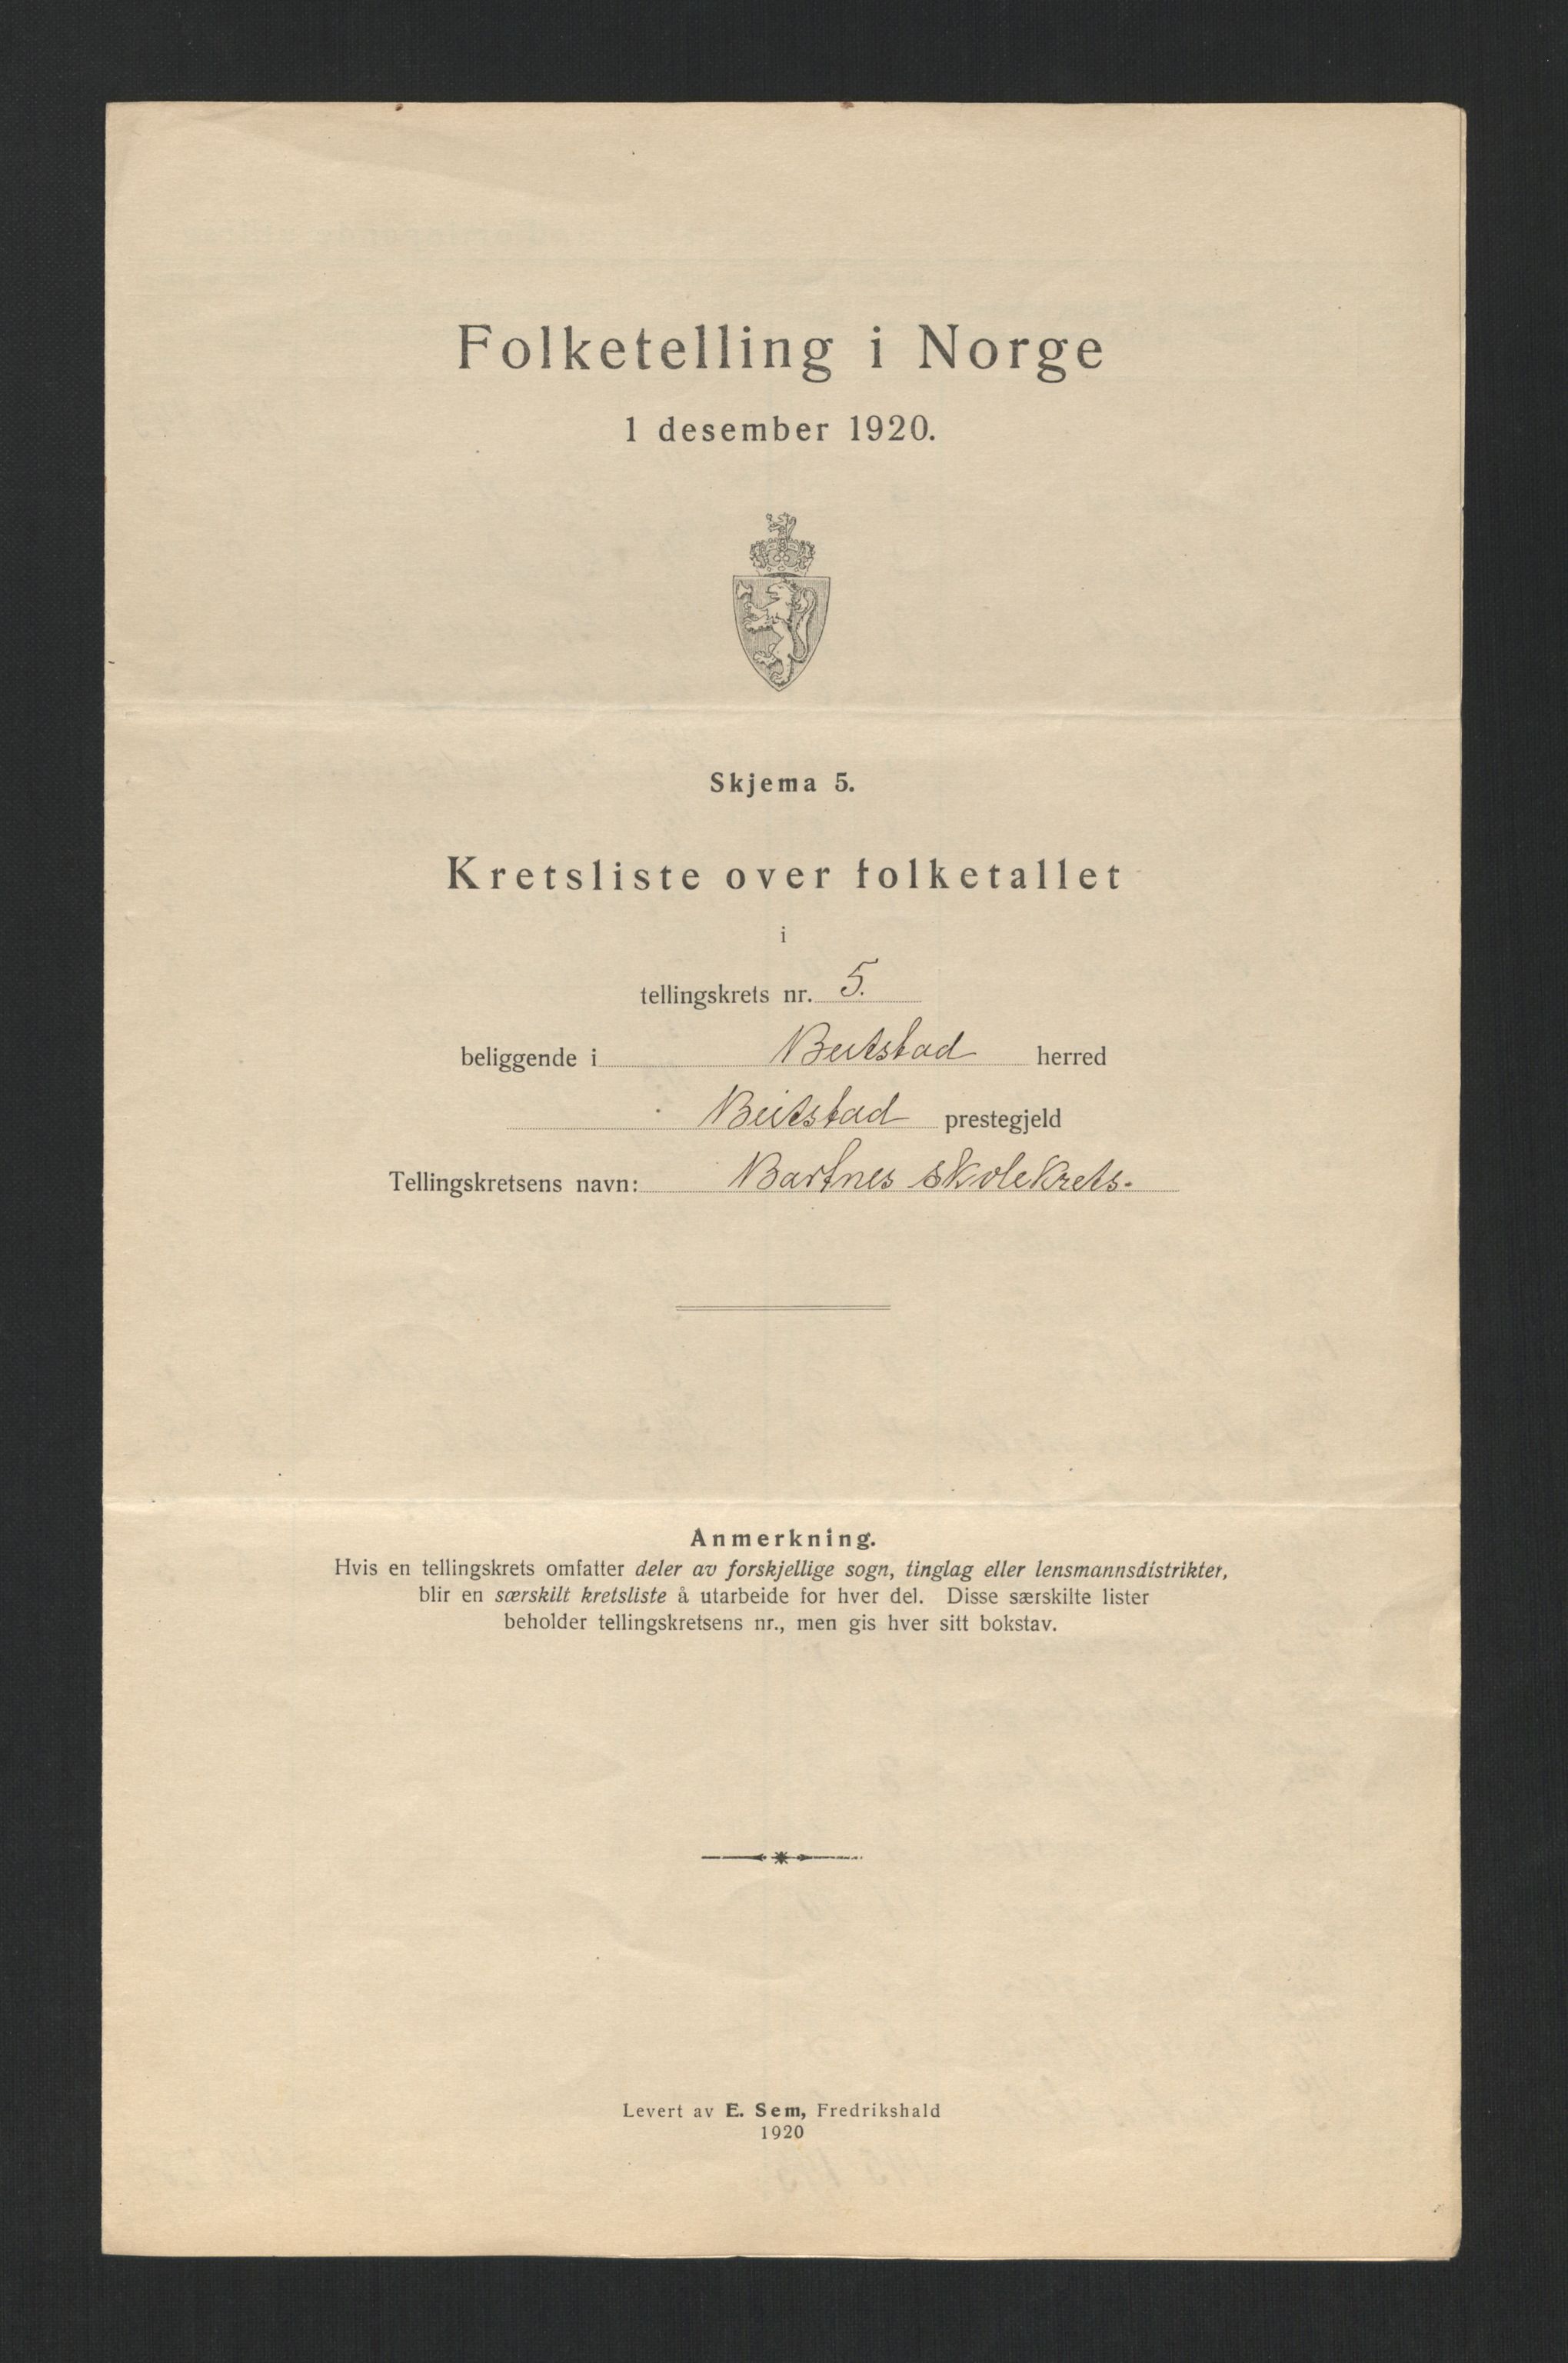 Folketelling i Norge
1 desember 1920.
Skjema 5.
Kretsliste over folketallet
i
tellingskrets nr. 5.
beliggende i Beitstad herred
Beitstad prestegjeld
Tellingskretsens navn: Bartnes skolekrets.
Anmerkning.
Hvis en tellingskrets omfatter deler av forskjellige sogn, tinglag eller lensmannsdistrikter,
blir en særskilt kretsliste å utarbeide for hver del. Disse særskilte lister
beholder tellingskretsens nr., men gis hver sitt bokstav.
Levert av E. Sem, Fredrikshald
1920